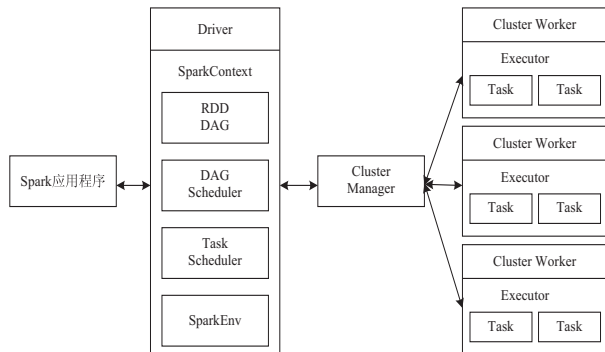 Driver
SparkContext
RDD
DAG
DAG
Scheduler
Task
Scheduler
SparkEnv
Spark应用程序
Cluster
Manager
Cluster Worker
Executor
Task Task
Cluster Worker
Executor
Task Task
Cluster Worker
Executor
Task Task